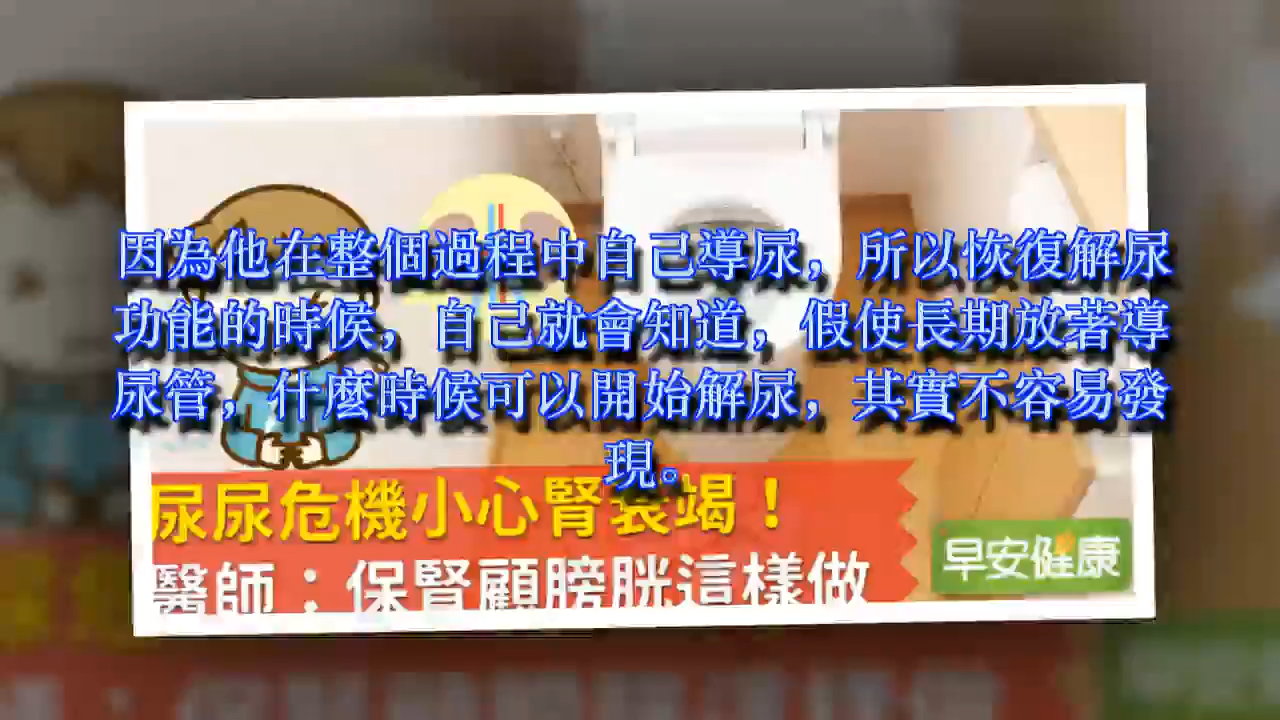 因為他在整個過程中自己導尿，所以恢復解尿
功能的時候，自己就會知道，假使長期放著導
尿管，什麼時候可以開始解尿，其實不容易發
現。
尿尿危機小心腎衰竭！
醫師：保腎顧膀胱這樣做
早安健康